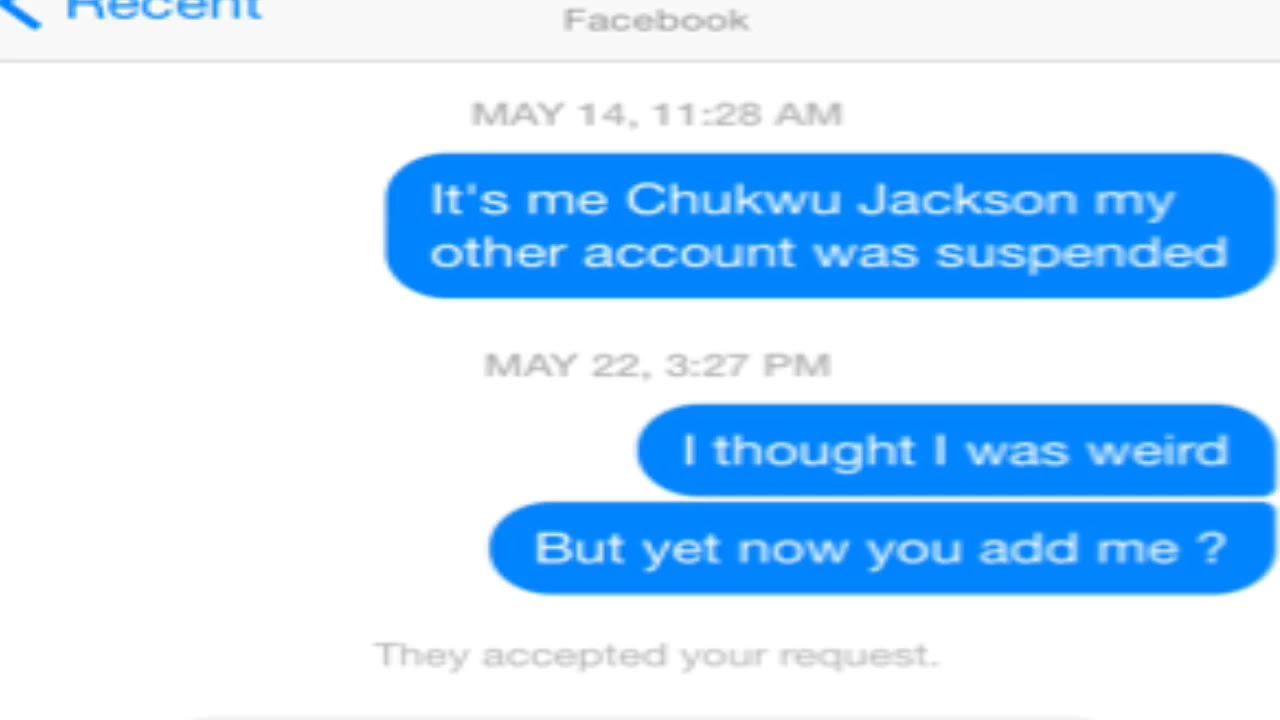 Recent
Facebook
MAY 14, 11:28 AM
It's me Chukwu Jackson my
other account was suspended
MAY 22, 3:27 PM
I thought I was weird
But yet now you add me ?
They accepted your request.